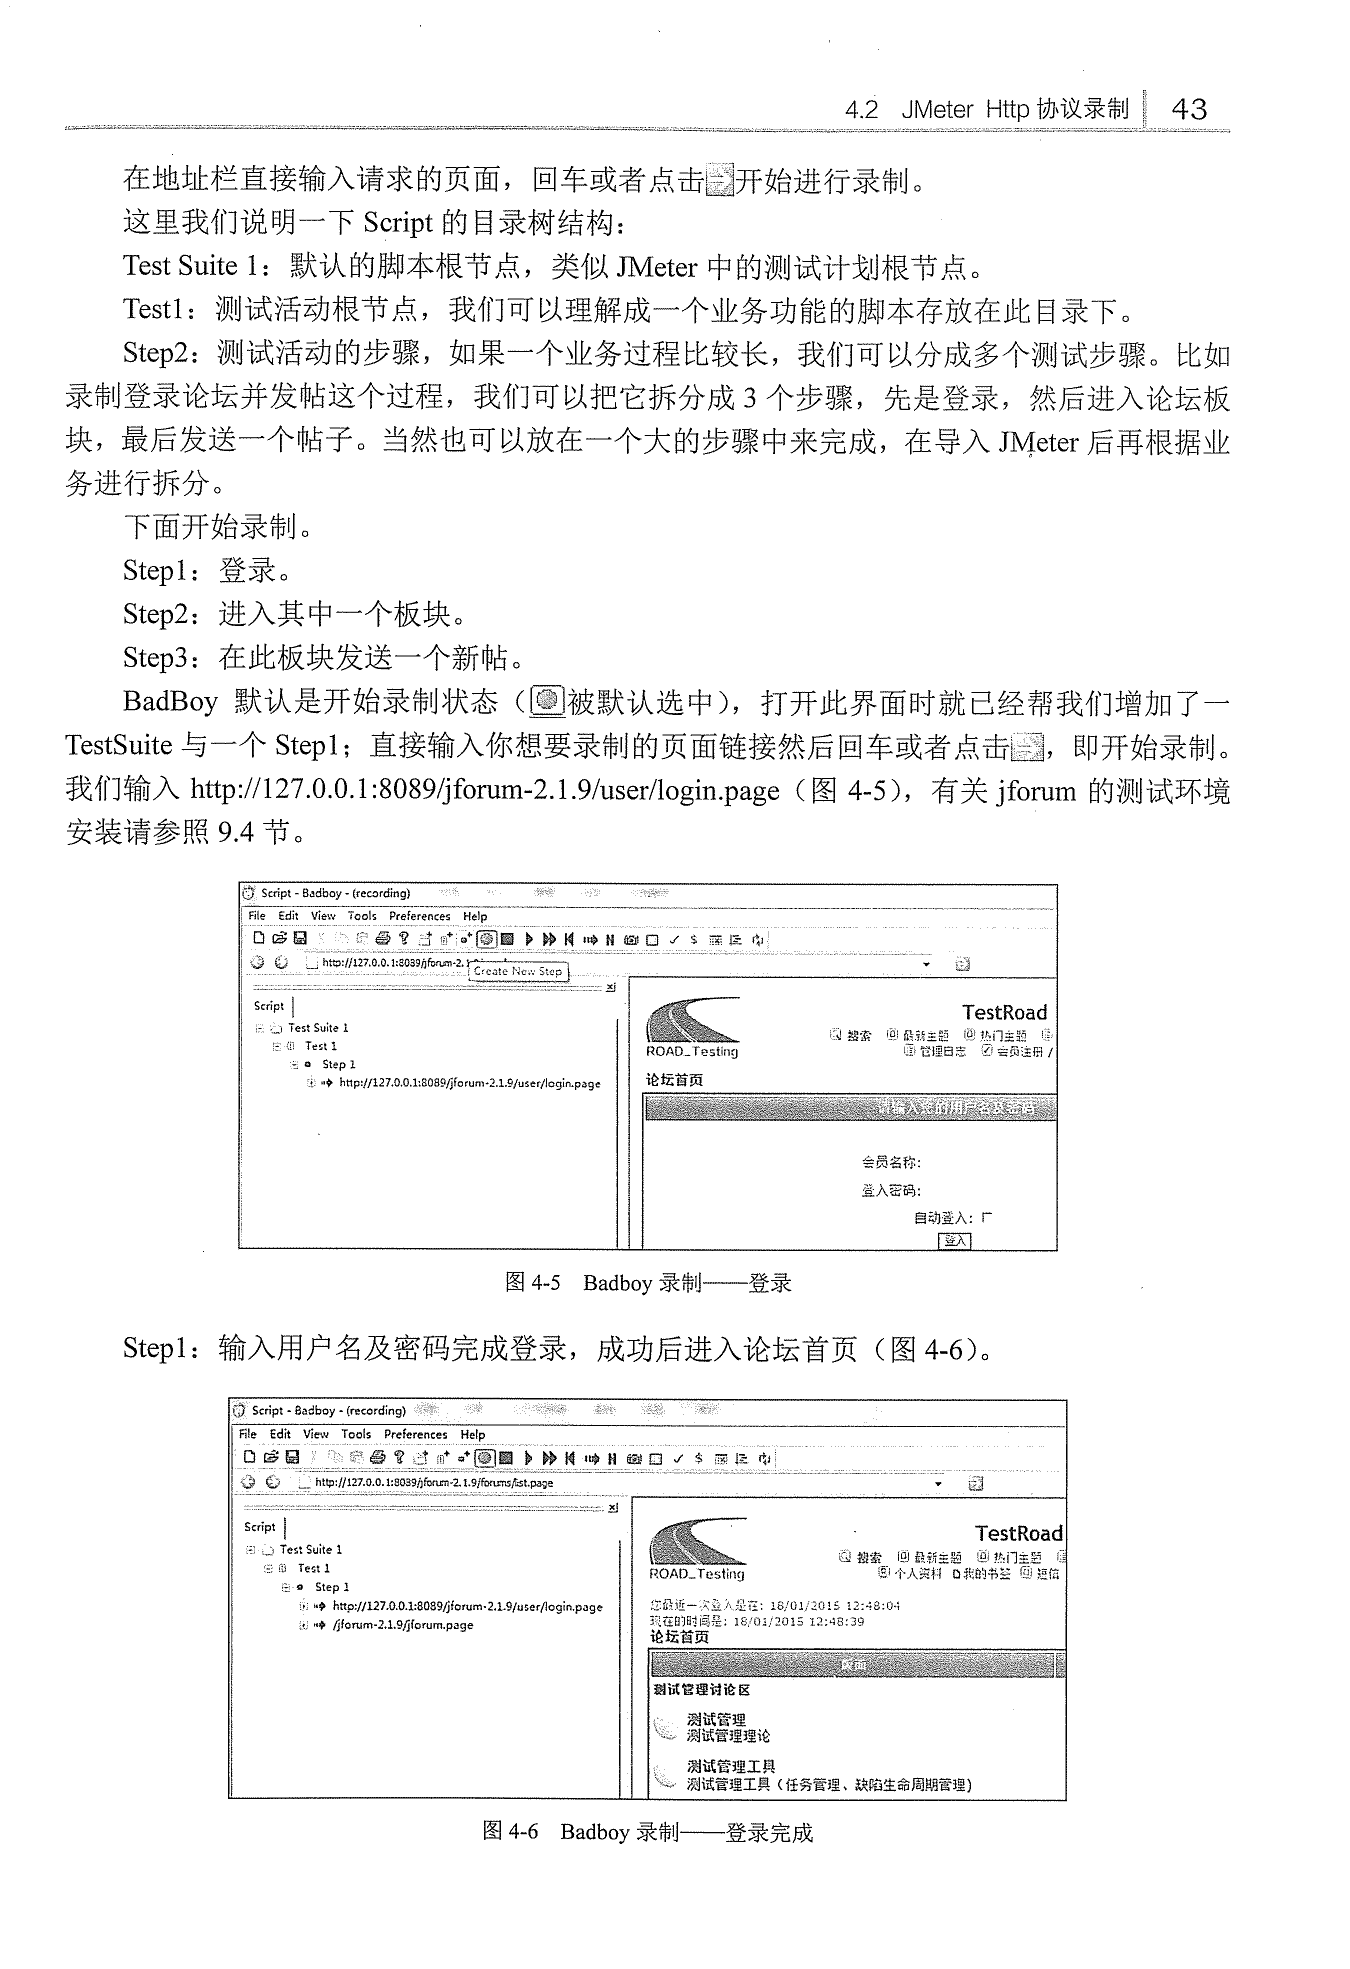 4.2 JMeter Http 协议录制 43
在地址栏直接输入请求的页面，回车或者点击开始进行录制。
这里我们说明一下 Script 的目录树结构：
Test Suite 1：默认的脚本根节点，类似 JMeter 中的测试计划根节点。
Test1：测试活动根节点，我们可以理解成一个业务功能的脚本存放在此目录下。
Step2：测试活动的步骤，如果一个业务过程比较长，我们可以分成多个测试步骤。比如
录制登录论坛并发帖这个过程，我们可以把它拆分成 3 个步骤，先是登录，然后进入论坛板
块，最后发送一个帖子。当然也可以放在一个大的步骤中来完成，在导入 JMeter 后再根据业
务进行拆分。
下面开始录制。
Step1：登录。
Step2：进入其中一个板块。
Step3：在此板块发送一个新帖。
BadBoy 默认是开始录制状态（被默认选中），打开此界面时就已经帮我们增加了一
TestSuite 与一个 Step1；直接输入你想要录制的页面链接然后回车或者点击，即开始录制。
我们输入 http://127.0.0.1:8089/jforum-2.1.9/user/login.page（图 4-5），有关 jforum 的测试环境
安装请参照 9.4 节。
Script - Badboy - (recording)
File Edit View Tools Preferences Help
http://127.0.0.1:8089/jforum-2.
Create New Step
Script
Test Suite 1
Test 1
Step 1
http://127.0.0.1:8089/jforum-2.1.9/user/login.page
ROAD_Testing
TestRoad
搜索 最新主题 热门主题
管理日志 会员注册 /
论坛首页
请输入您的用户名及密码
会员名称:
登入密码:
自动登入:
登入
图 4-5 Badboy 录制——登录
Step1：输入用户名及密码完成登录，成功后进入论坛首页（图 4-6）。
Script - Badboy - (recording)
File Edit View Tools Preferences Help
http://127.0.0.1:8089/jforum-2.1.9/forums/list.page
Script
Test Suite 1
Test 1
Step 1
http://127.0.0.1:8089/jforum-2.1.9/user/login.page
/jforum-2.1.9/jforum.page
ROAD_Testing
TestRoad
搜索 最新主题 热门主题
个人资料 我的书签 短信
您最近一次登入是在: 18/01/2015 12:48:04
现在的时间是: 18/01/2015 12:48:39
论坛首页
版面
测试管理讨论区
测试管理
测试管理理论
测试管理工具
测试管理工具（任务管理、缺陷生命周期管理）
图 4-6 Badboy 录制——登录完成